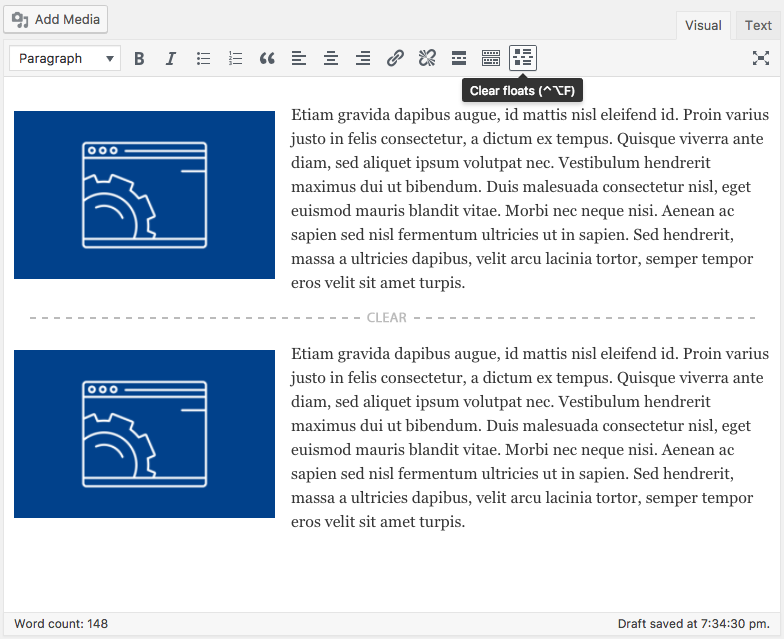 Add Media
Visual
Text
Paragraph
B
I
Clear floats (⌃⌥F)
Etiam gravida dapibus augue, id mattis nisl eleifend id. Proin varius
justo in felis consectetur, a dictum ex tempus. Quisque viverra ante
diam, sed aliquet ipsum volutpat nec. Vestibulum hendrerit
maximus dui ut bibendum. Duis malesuada consectetur nisl, eget
euismod mauris blandit vitae. Morbi nec neque nisi. Aenean ac
sapien sed nisl fermentum ultricies ut in sapien. Sed hendrerit,
massa a ultricies dapibus, velit arcu lacinia tortor, semper tempor
eros velit sit amet turpis.
CLEAR
Etiam gravida dapibus augue, id mattis nisl eleifend id. Proin varius
justo in felis consectetur, a dictum ex tempus. Quisque viverra ante
diam, sed aliquet ipsum volutpat nec. Vestibulum hendrerit
maximus dui ut bibendum. Duis malesuada consectetur nisl, eget
euismod mauris blandit vitae. Morbi nec neque nisi. Aenean ac
sapien sed nisl fermentum ultricies ut in sapien. Sed hendrerit,
massa a ultricies dapibus, velit arcu lacinia tortor, semper tempor
eros velit sit amet turpis.
Word count: 148
Draft saved at 7:34:30 pm.